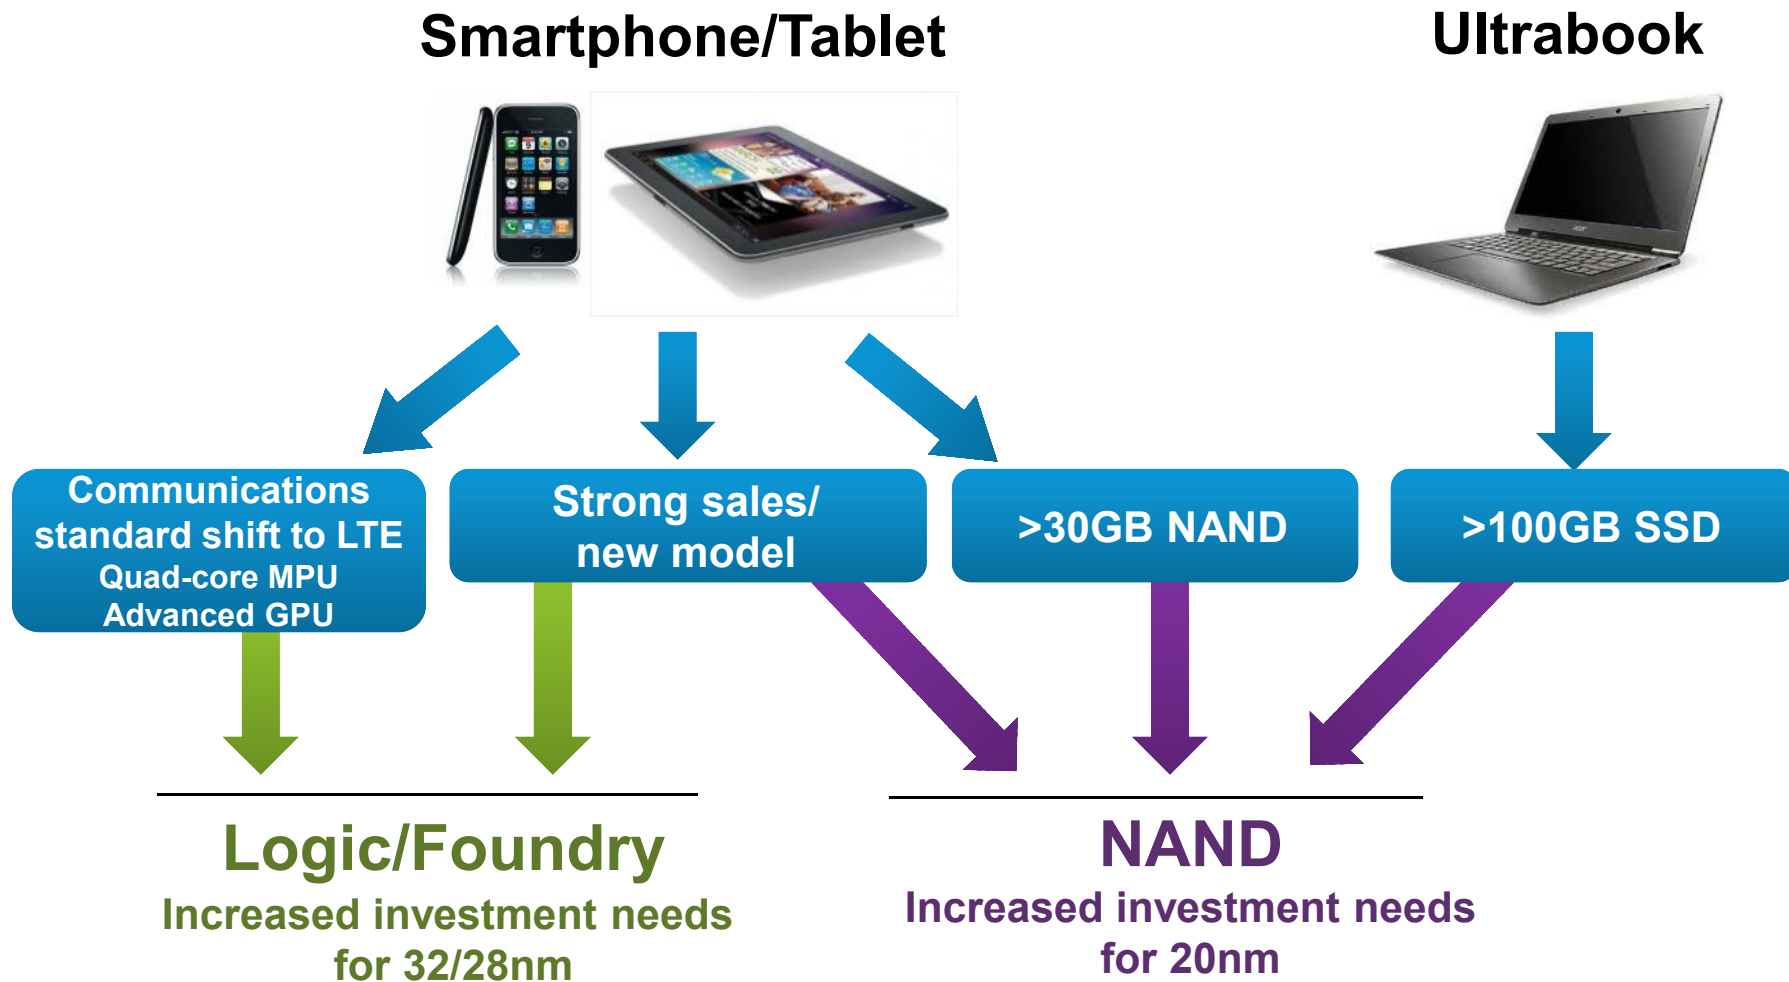 Smartphone/Tablet
Ultrabook
acer
Communications
standard shift to LTE
Quad-core MPU
Advanced GPU
Strong sales/
new model
>30GB NAND
>100GB SSD
Logic/Foundry
Increased investment needs
for 32/28nm
NAND
Increased investment needs
for 20nm